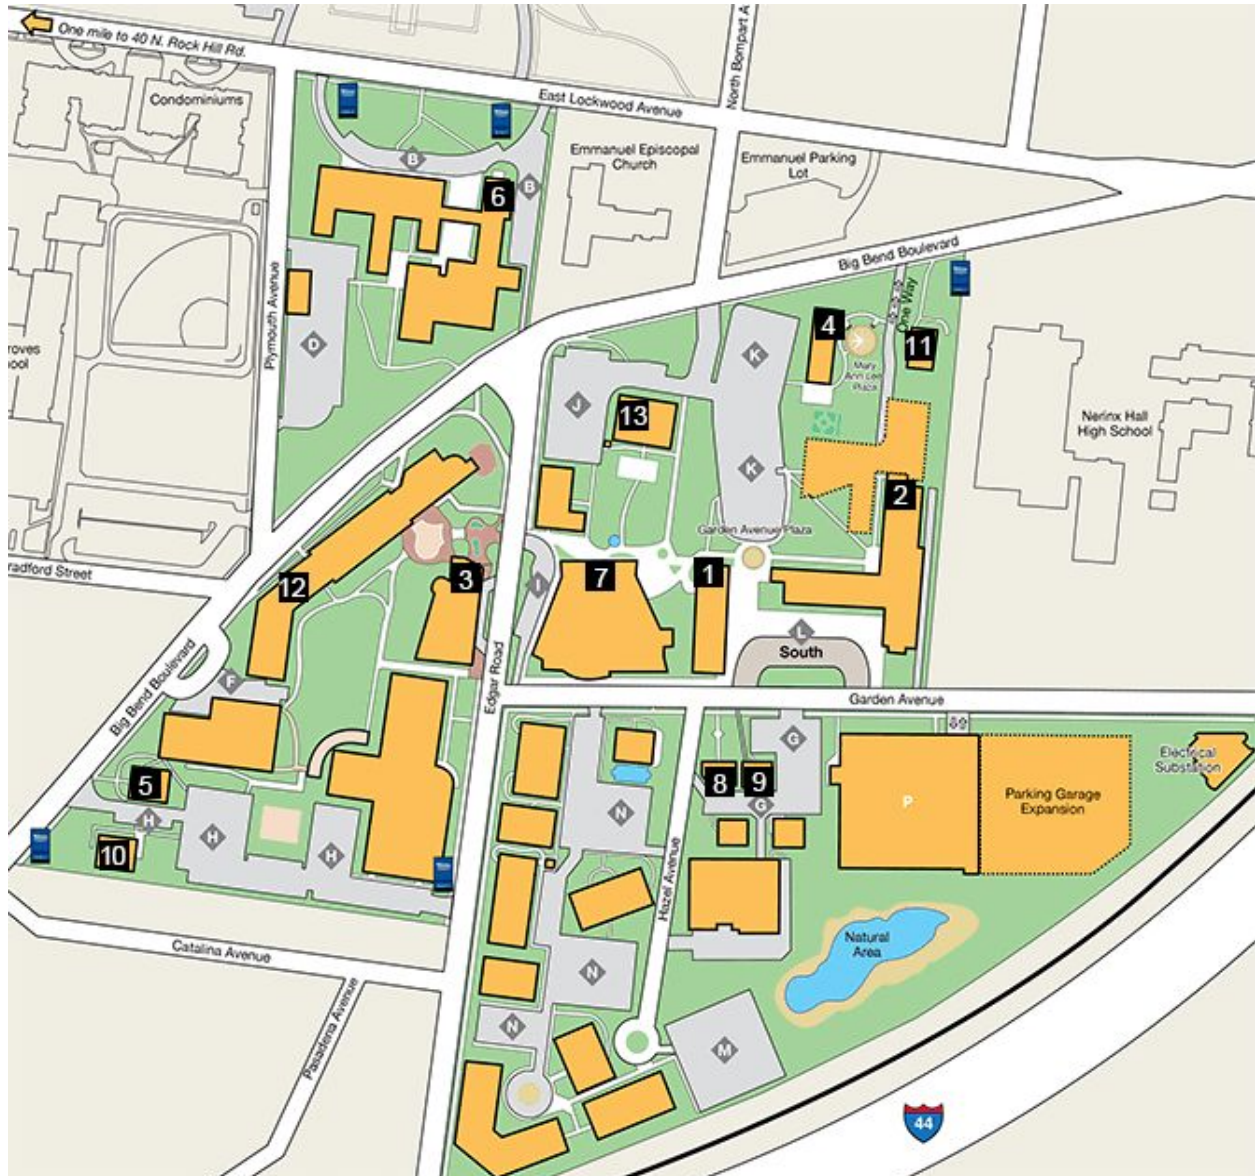 One mile to 40 N. Rock Hill Rd.
Condominiums
East Lockwood Avenue
North Bompart A
Emmanuel Episcopal
Church
Emmanuel Parking
Lot
B
B
6
Big Bend Boulevard
Plymouth Avenue
D
roves
ool
K
4
One Way
11
Mary
Ann Lee
Plaza
J
13
Nerinx Hall
High School
K
2
Garden Avenue Plaza
radford Street
12
3
I
7
1
L
South
Big Bend Boulevard
F
Edgar Road
Garden Avenue
G
Electrical
Substation
5
8
9
G
P
Parking Garage
Expansion
H
H
H
N
10
Hazel Avenue
Catalina Avenue
Natural
Area
N
Pasadena Avenue
N
M
44